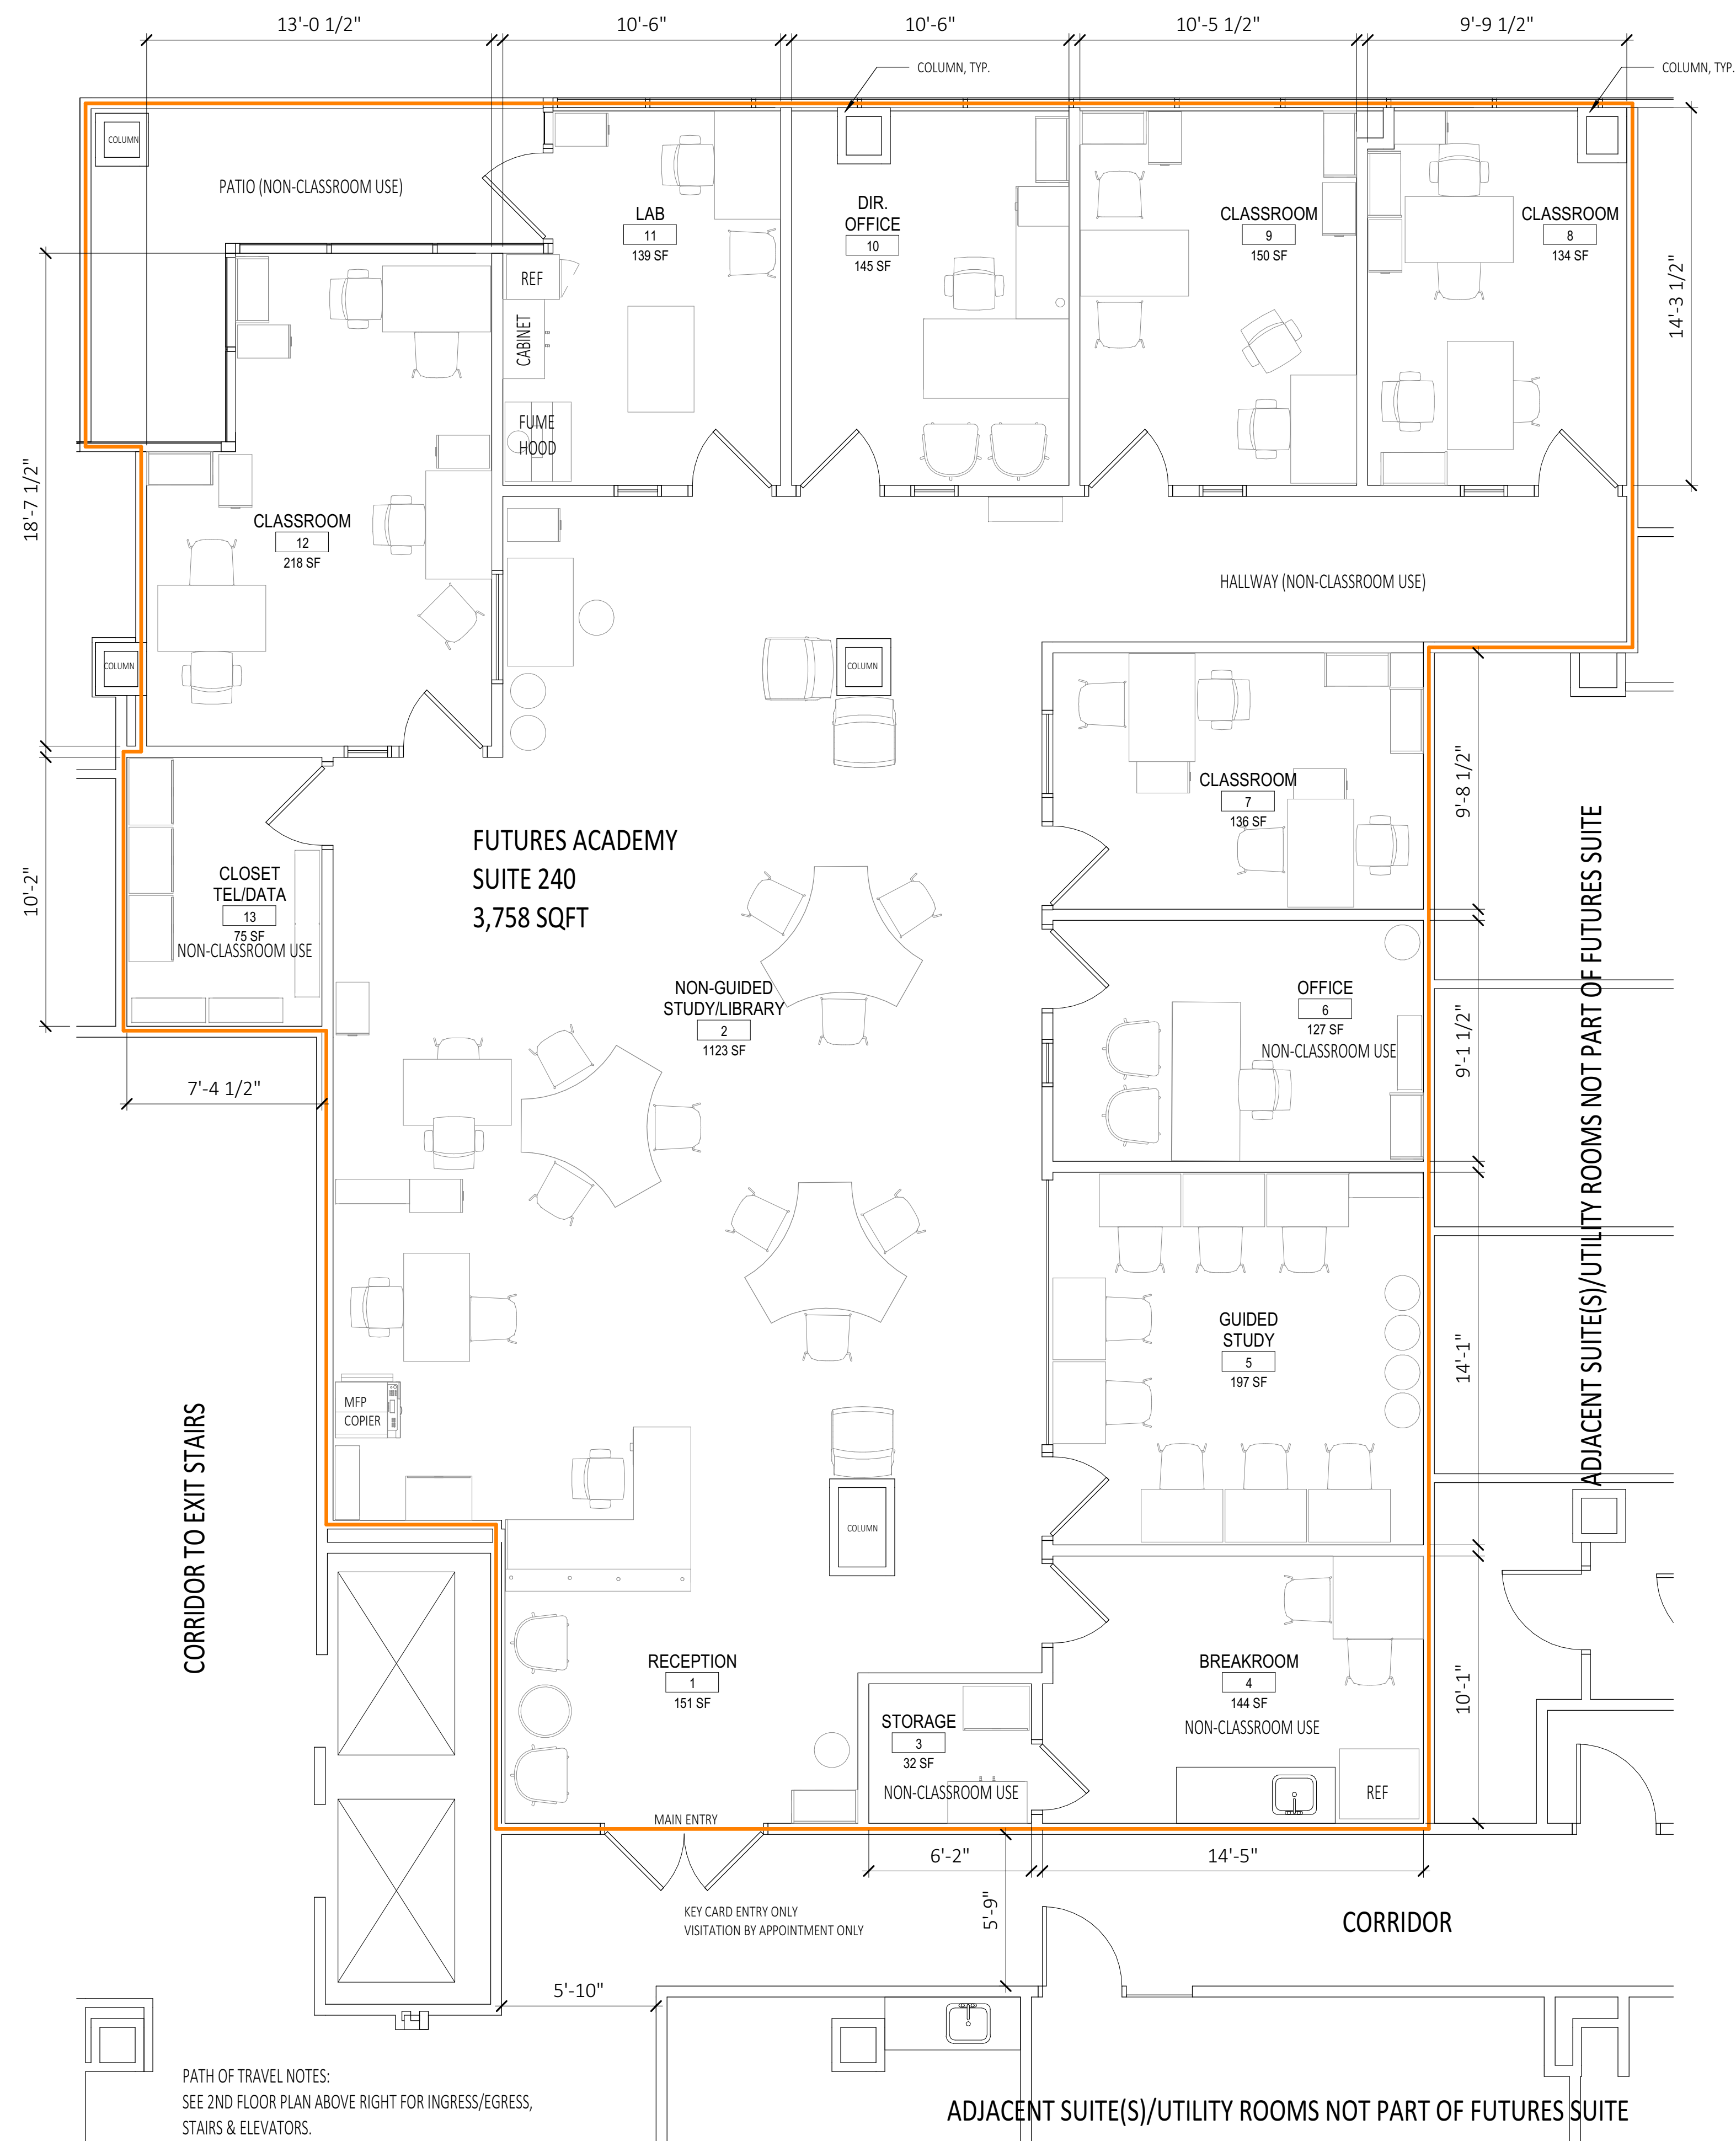 13'-0 1/2"
10'-6"
10'-6"
10'-5 1/2"
9'-9 1/2"
COLUMN, TYP.
COLUMN, TYP.
COLUMN
PATIO (NON-CLASSROOM USE)
LAB
11
139 SF
DIR.
OFFICE
10
145 SF
CLASSROOM
9
150 SF
CLASSROOM
8
134 SF
14'-3 1/2"
REF
CABINET
FUME
HOOD
18'-7 1/2"
CLASSROOM
12
218 SF
HALLWAY (NON-CLASSROOM USE)
COLUMN
COLUMN
CLASSROOM
7
136 SF
9'-8 1/2"
FUTURES ACADEMY
SUITE 240
3,758 SQFT
10'-2"
CLOSET
TEL/DATA
13
75 SF
NON-CLASSROOM USE
NON-GUIDED
STUDY/LIBRARY
2
1123 SF
OFFICE
6
127 SF
NON-CLASSROOM USE
9'-1 1/2"
ADJACENT SUITE(S)/UTILITY ROOMS NOT PART OF FUTURES SUITE
7'-4 1/2"
GUIDED
STUDY
5
197 SF
14'-1"
MFP
COPIER
CORRIDOR TO EXIT STAIRS
COLUMN
RECEPTION
1
151 SF
BREAKROOM
4
144 SF
NON-CLASSROOM USE
10'-1"
STORAGE
3
32 SF
NON-CLASSROOM USE
REF
MAIN ENTRY
6'-2"
14'-5"
KEY CARD ENTRY ONLY
VISITATION BY APPOINTMENT ONLY
5'-9"
CORRIDOR
5'-10"
PATH OF TRAVEL NOTES:
SEE 2ND FLOOR PLAN ABOVE RIGHT FOR INGRESS/EGRESS,
STAIRS & ELEVATORS.
ADJACENT SUITE(S)/UTILITY ROOMS NOT PART OF FUTURES SUITE